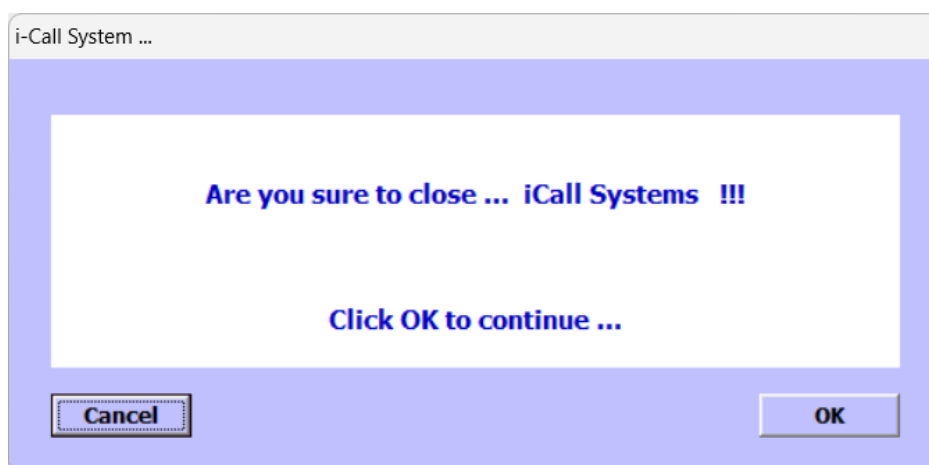 i-Call System ...
Are you sure to close ... iCall Systems !!!
Click OK to continue ...
Cancel
OK